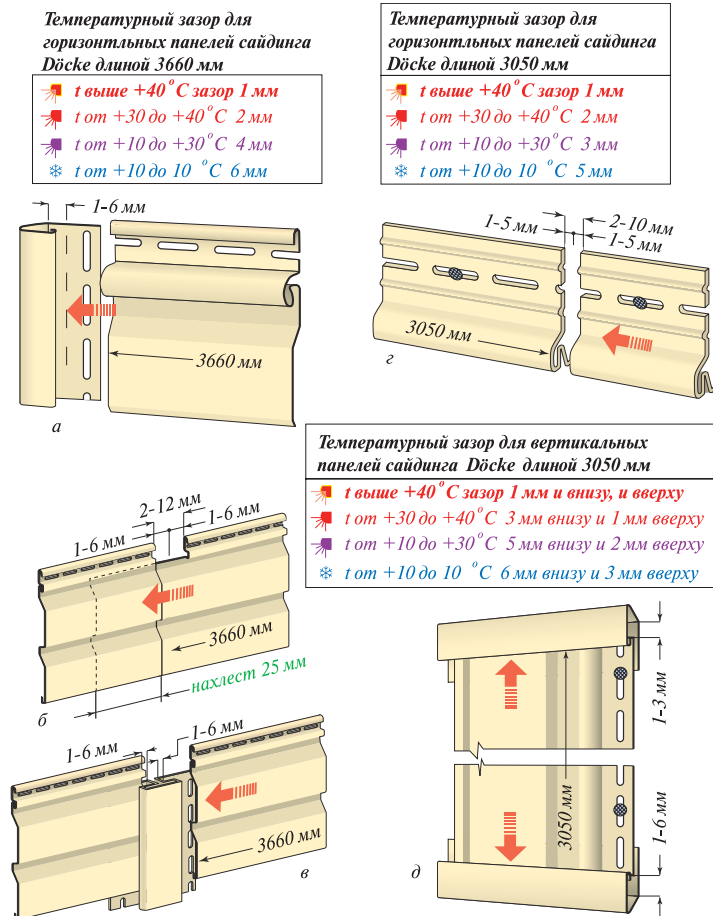 Температурный зазор для
горизонтльных панелей сайдинга
Döcke длиной 3660 мм
t выше +40°C зазор 1 мм
t от +30 до +40°C 2 мм
t от +10 до +30°C 4 мм
t от +10 до 10 °C 6 мм
Температурный зазор для
горизонтльных панелей сайдинга
Döcke длиной 3050 мм
t выше +40°C зазор 1 мм
t от +30 до +40°C 2 мм
t от +10 до +30°C 3 мм
t от +10 до 10 °C 5 мм
1-6 мм
3660 мм
а
1-5 мм
2-10 мм
1-5 мм
3050 мм
г
Температурный зазор для вертикальных
панелей сайдинга Döcke длиной 3050 мм
t выше +40°C зазор 1 мм и внизу, и вверху
t от +30 до +40°C 3 мм внизу и 1 мм вверху
t от +10 до +30°C 5 мм внизу и 2 мм вверху
t от +10 до 10 °C 6 мм внизу и 3 мм вверху
2-12 мм
1-6 мм
1-6 мм
3660 мм
нахлест 25 мм
б
1-6 мм
1-6 мм
3660 мм
в
1-3 мм
3050 мм
1-6 мм
д